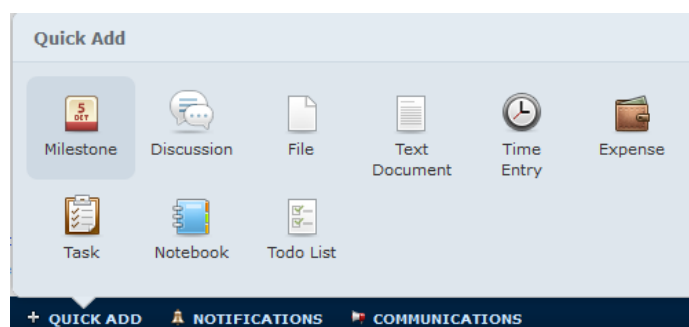 Quick Add
5
OCT
Milestone
Discussion
File
Text
Document
Time
Entry
Expense
Task
Notebook
Todo List
+ QUICK ADD
NOTIFICATIONS
COMMUNICATIONS